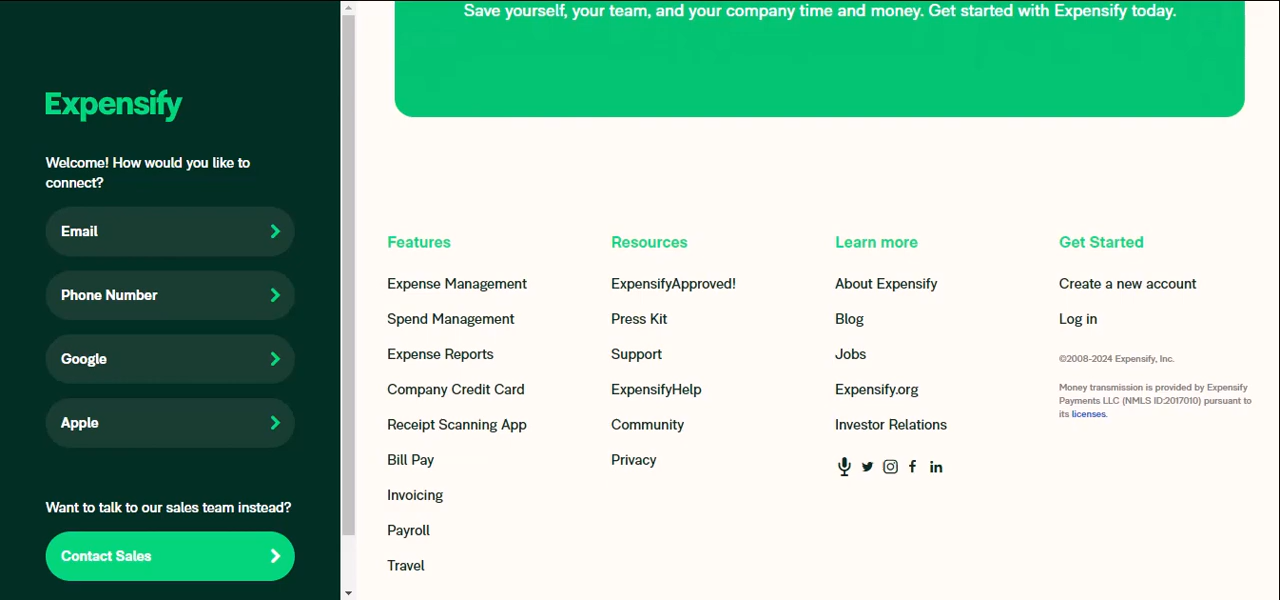 Expensify
Welcome! How would you like to
connect?
Email
Phone Number
Google
Apple
Want to talk to our sales team instead?
Contact Sales
Save yourself, your team, and your company time and money. Get started with Expensify today.
Features
Expense Management
Spend Management
Expense Reports
Company Credit Card
Receipt Scanning App
Bill Pay
Invoicing
Payroll
Travel
Resources
ExpensifyApproved!
Press Kit
Support
ExpensifyHelp
Community
Privacy
Learn more
About Expensify
Blog
Jobs
Expensify.org
Investor Relations
Get Started
Create a new account
Log in
©2008-2024 Expensify, Inc.
Money transmission is provided by Expensify
Payments LLC (NMLS ID:2017010) pursuant to
its licenses.